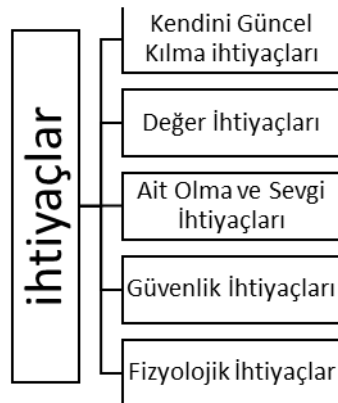 ihtiyaçlar
Kendini Güncel
Kılma ihtiyaçları
Değer İhtiyaçları
Ait Olma ve Sevgi
İhtiyaçları
Güvenlik İhtiyaçları
Fizyolojik İhtiyaçlar